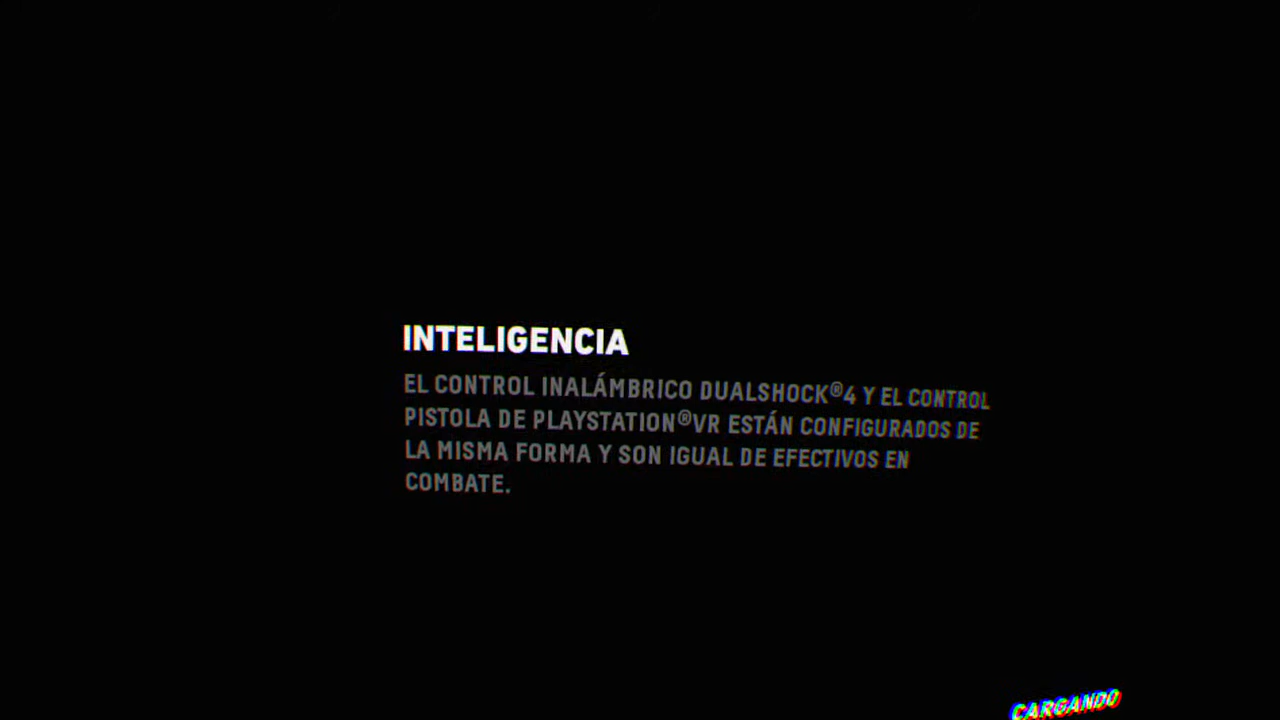 INTELIGENCIA
EL CONTROL INALÁMBRICO DUALSHOCK®4 Y EL CONTROL
PISTOLA DE PLAYSTATION®VR ESTÁN CONFIGURADOS DE
LA MISMA FORMA Y SON IGUAL DE EFECTIVOS EN
COMBATE.
CARGANDO